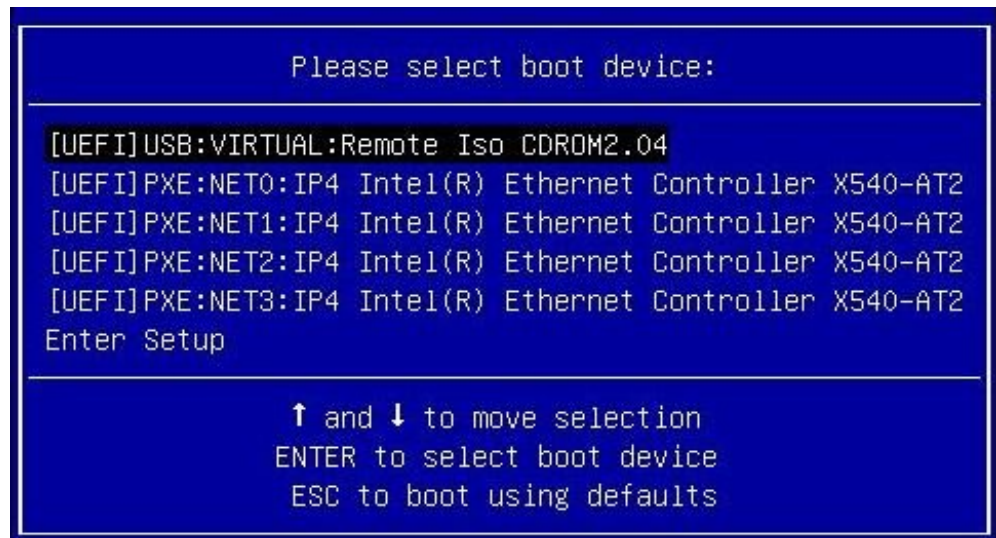 Please select boot device:
[UEFI]USB:VIRTUAL:Remote Iso CDROM2.04
[UEFI]PXE:NET0:IP4 Intel(R) Ethernet Controller X540-AT2
[UEFI]PXE:NET1:IP4 Intel(R) Ethernet Controller X540-AT2
[UEFI]PXE:NET2:IP4 Intel(R) Ethernet Controller X540-AT2
[UEFI]PXE:NET3:IP4 Intel(R) Ethernet Controller X540-AT2
Enter Setup
↑ and ↓ to move selection
ENTER to select boot device
ESC to boot using defaults